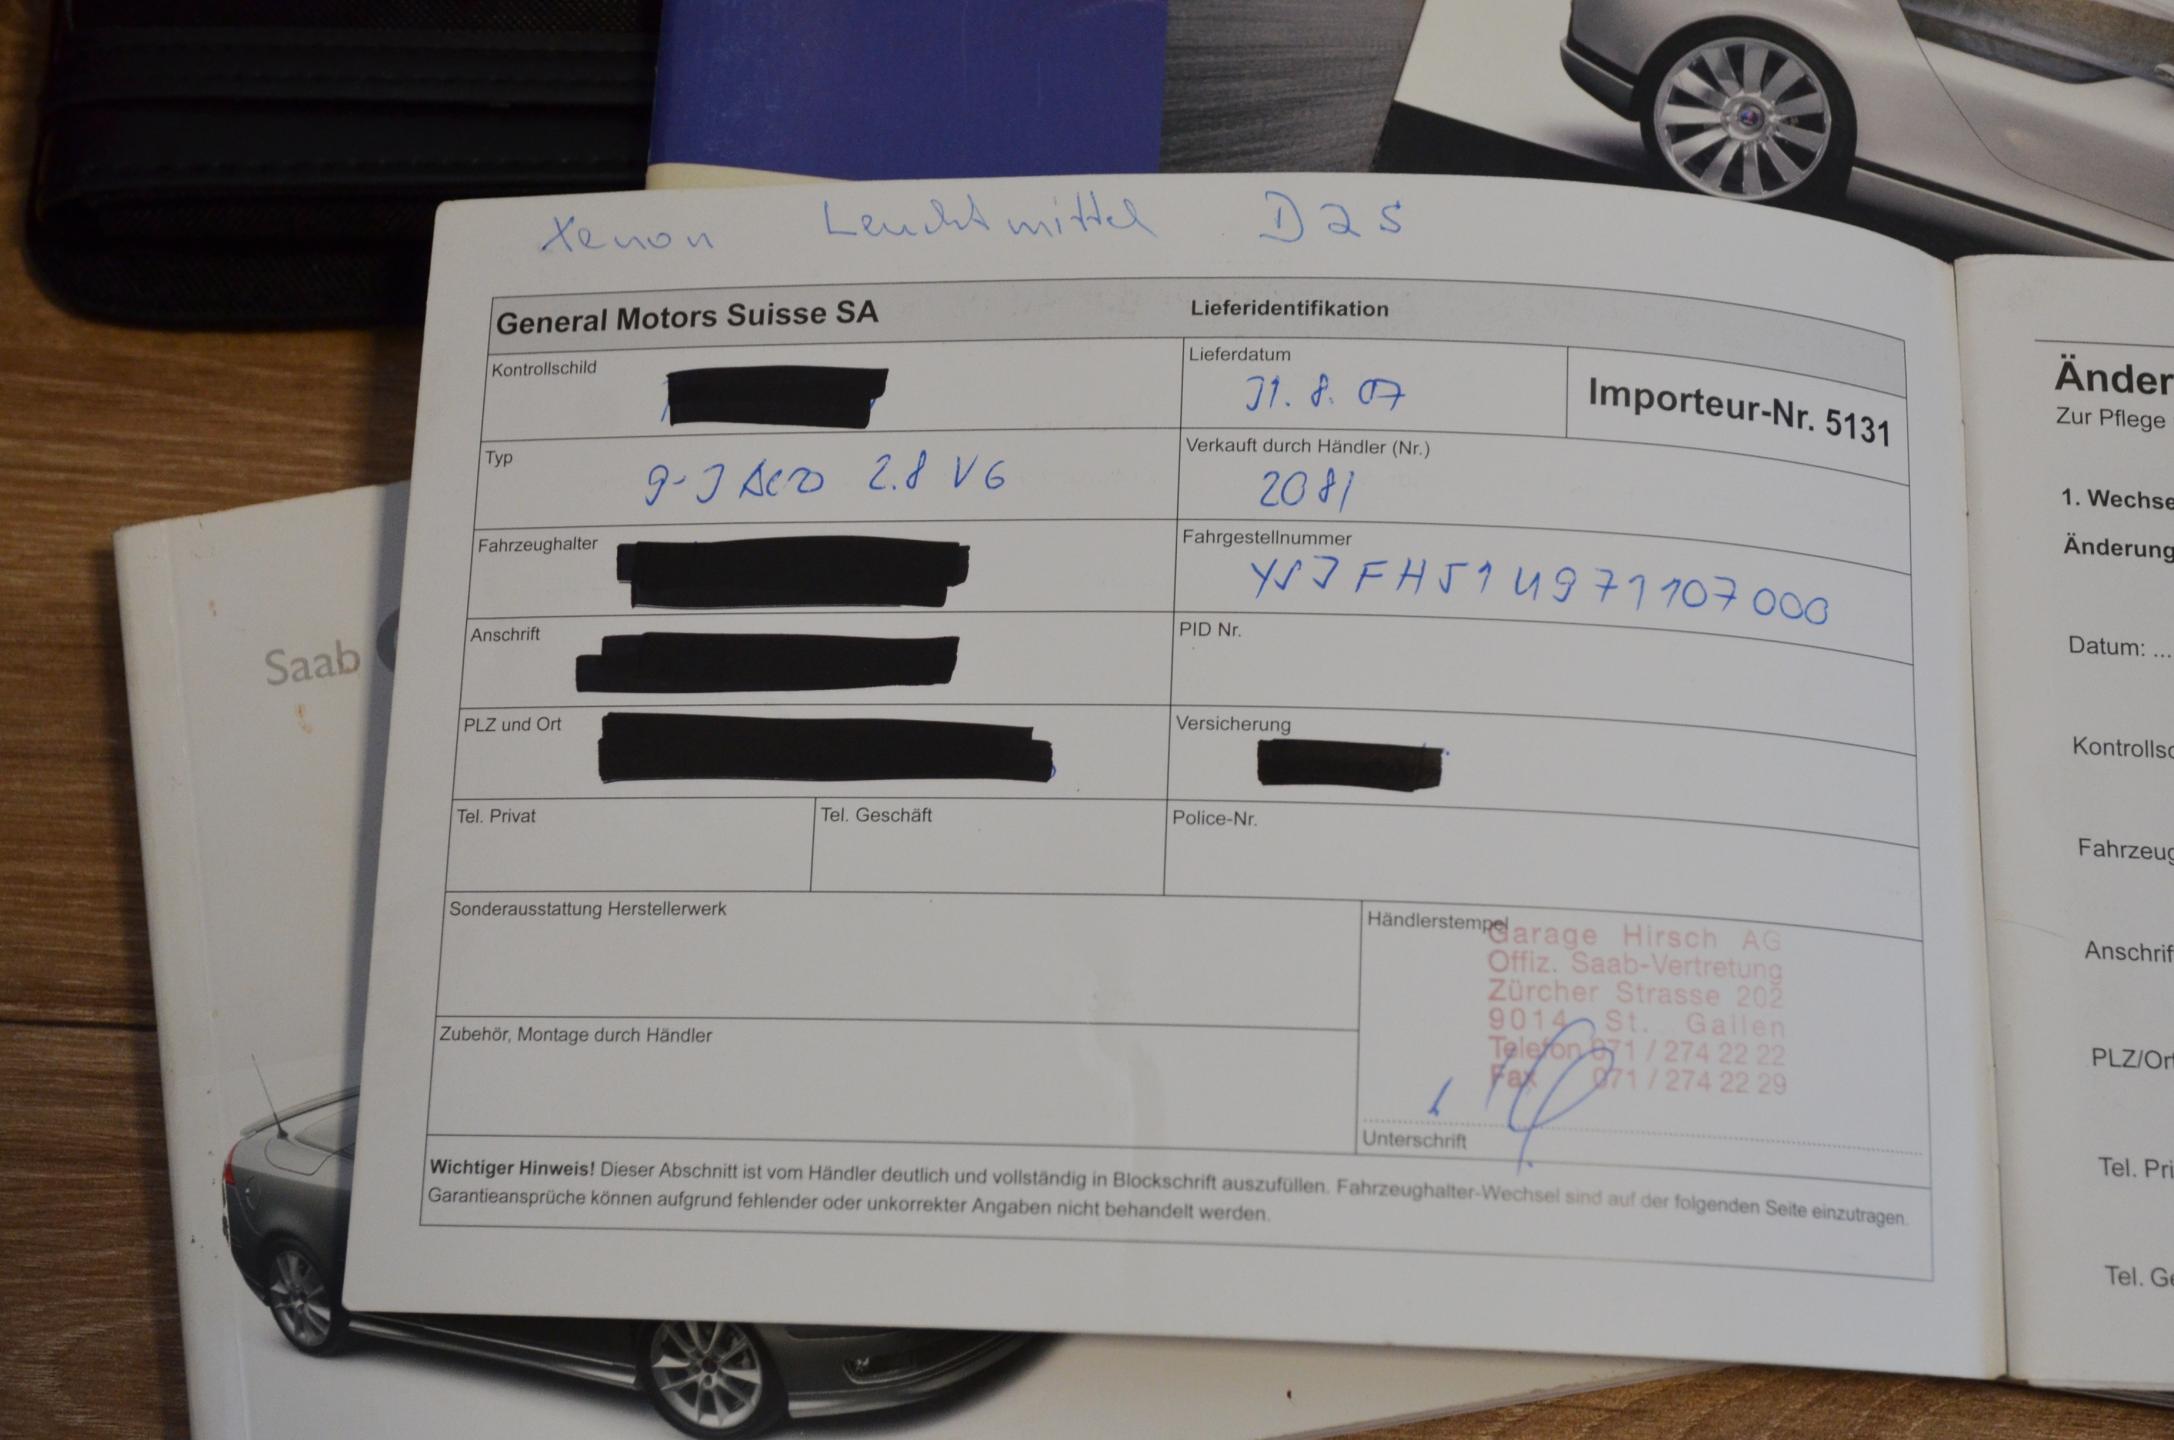 Xenon Leuchtmittel D2S
General Motors Suisse SA Lieferidentifikation
Kontrollschild
Lieferdatum
31.8.07
Importeur-Nr. 5131
Typ
9-3 Aero 2.8 V6
Verkauft durch Händler (Nr.)
2081
Fahrzeughalter
Fahrgestellnummer
YS3FH51U971107000
Anschrift
PID Nr.
PLZ und Ort
Versicherung
Tel. Privat
Tel. Geschäft
Police-Nr.
Sonderausstattung Herstellerwerk
Händlerstempel
Garage Hirsch AG
Offiz. Saab-Vertretung
Zürcher Strasse 202
9014 St. Gallen
Telefon 071 / 274 22 22
Fax 071 / 274 22 29
Zubehör, Montage durch Händler
Unterschrift
Wichtiger Hinweis! Dieser Abschnitt ist vom Händler deutlich und vollständig in Blockschrift auszufüllen. Fahrzeughalter-Wechsel sind auf der folgenden Seite einzutragen.
Garantieansprüche können aufgrund fehlender oder unkorrekter Angaben nicht behandelt werden.
Saab
Änder
Zur Pflege
1. Wechse
Änderung
Datum: ...
Kontrollsc
Fahrzeug
Anschrif
PLZ/Ort
Tel. Pri
Tel. Ge